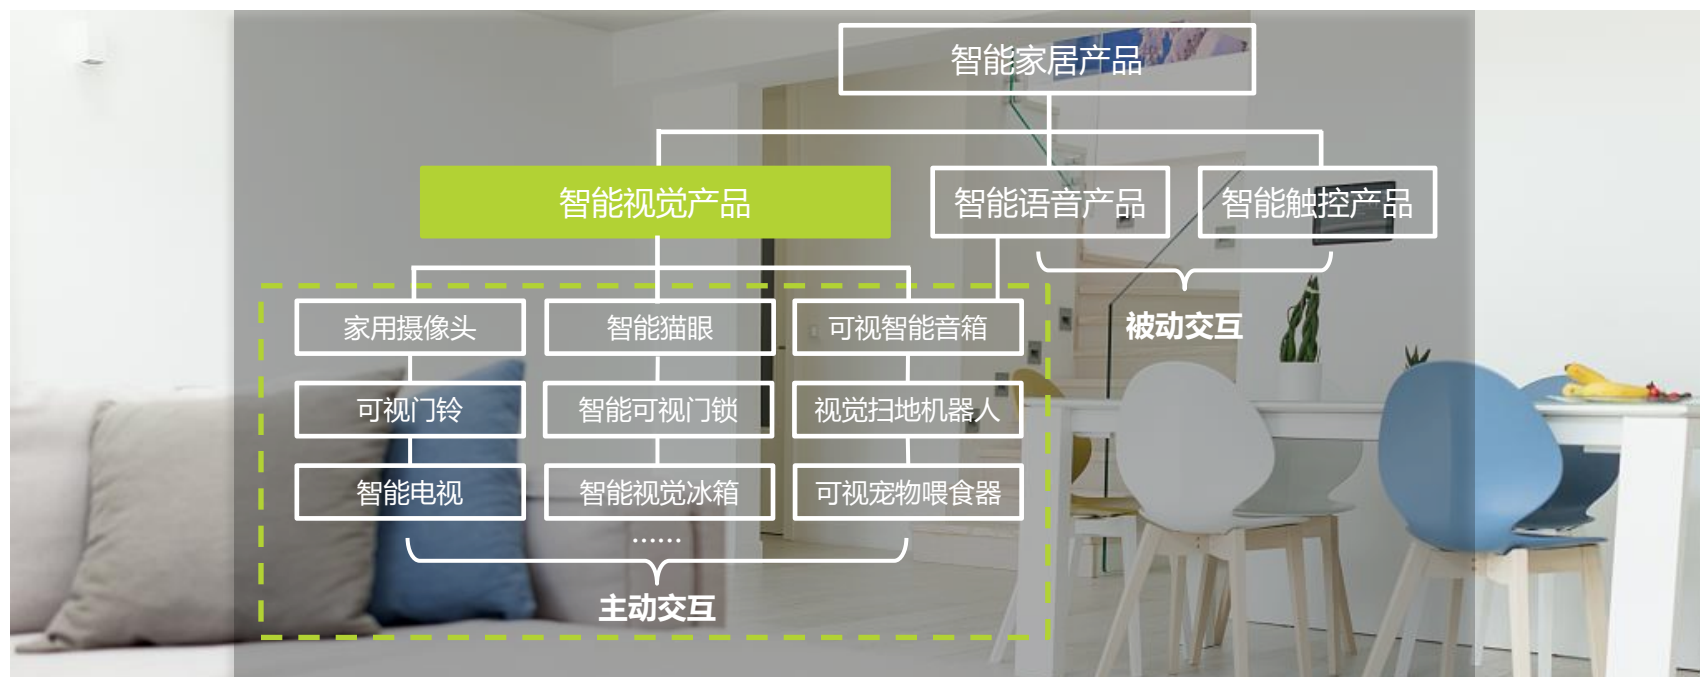 智能家居产品
智能视觉产品
智能语音产品
智能触控产品
家用摄像头
智能猫眼
可视智能音箱
被动交互
可视门铃
智能可视门锁
视觉扫地机器人
智能电视
智能视觉冰箱
可视宠物喂食器
......
主动交互